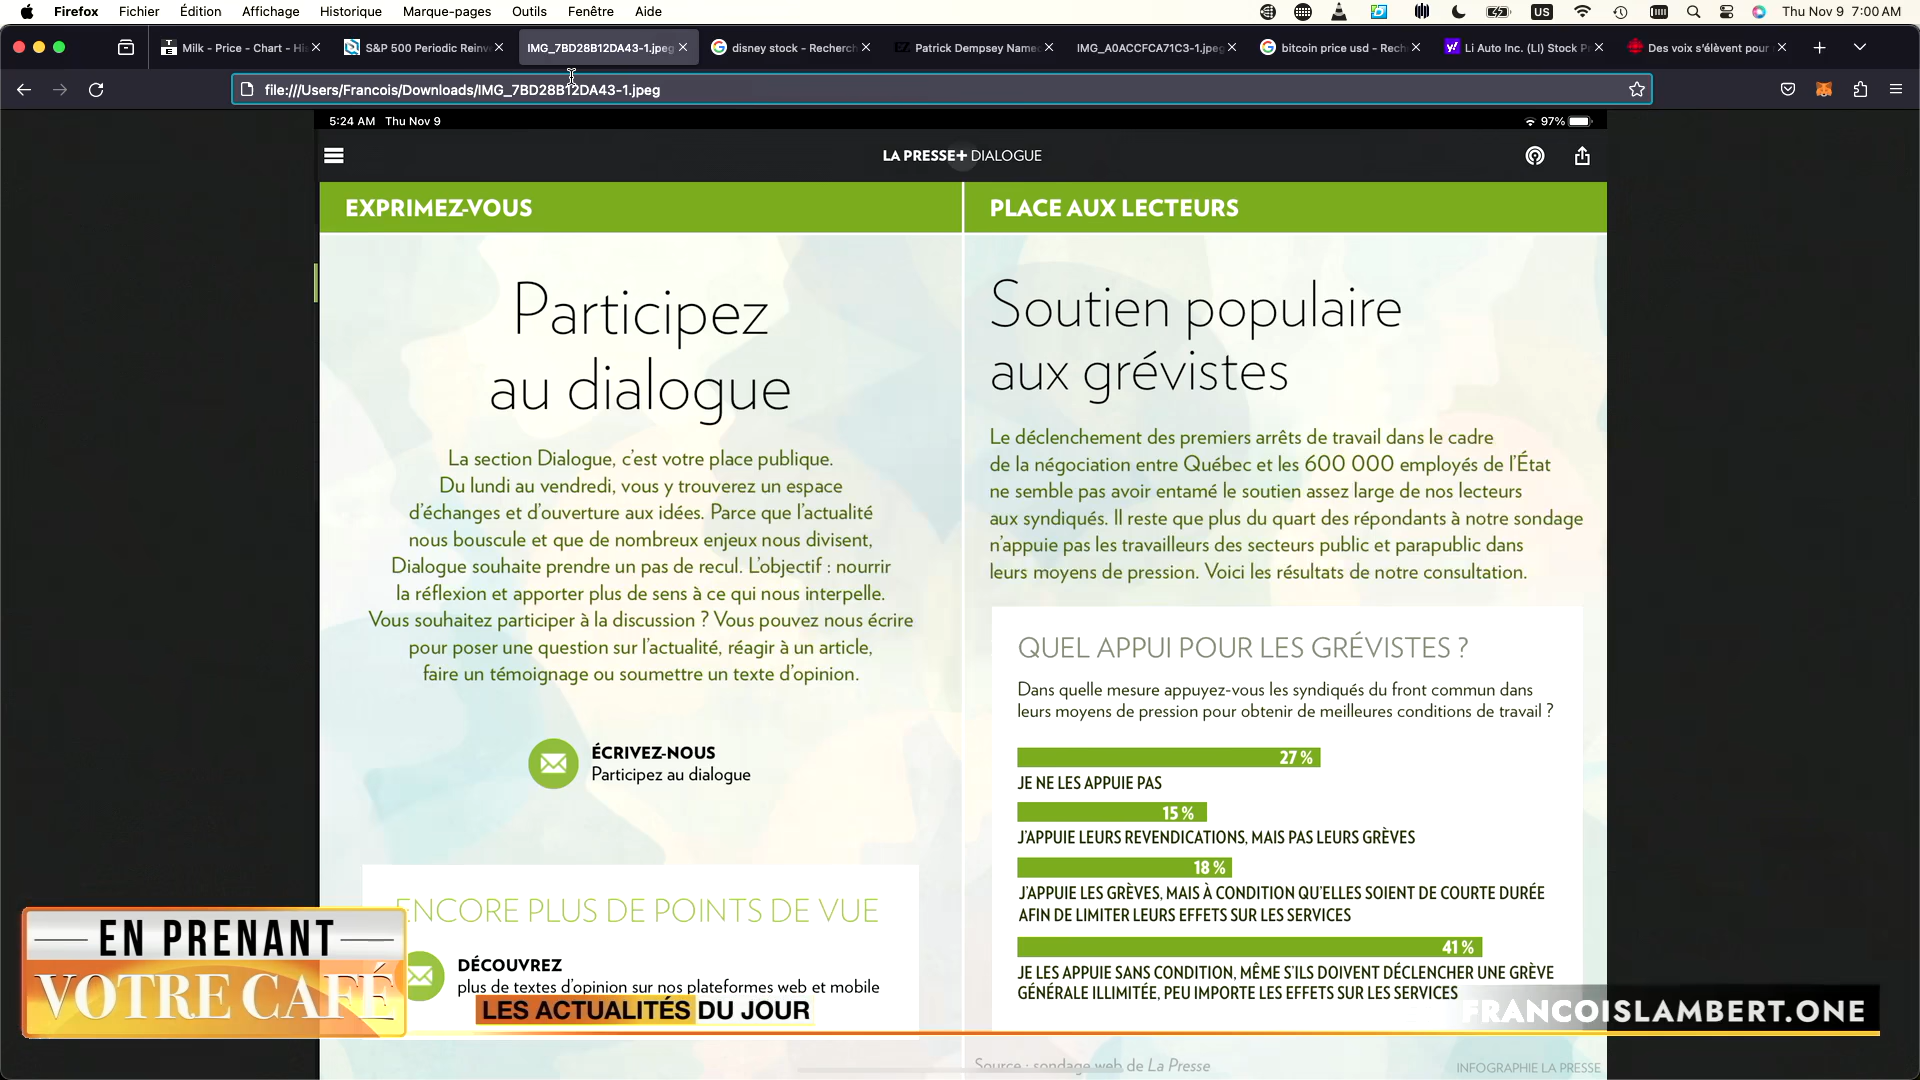 Firefox Fichier Édition Affichage Historique Marque-pages Outils Fenêtre Aide US Thu Nov 9 7:00 AM
Milk - Price - Chart - His S&P 500 Periodic Reinv IMG_7BD28B12DA43-1.jpeg disney stock - Recherch Patrick Dempsey Named IMG_A0ACCFCA71C3-1.jpeg bitcoin price usd - Rech Li Auto Inc. (LI) Stock Pr Des voix s'élèvent pour
file:///Users/Francois/Downloads/IMG_7BD28B12DA43-1.jpeg
5:24 AM Thu Nov 9 97%
LA PRESSE+ DIALOGUE
EXPRIMEZ-VOUS
Participez
au dialogue
La section Dialogue, c'est votre place publique.
Du lundi au vendredi, vous y trouverez un espace
d'échanges et d'ouverture aux idées. Parce que l'actualité
nous bouscule et que de nombreux enjeux nous divisent,
Dialogue souhaite prendre un pas de recul. L'objectif : nourrir
la réflexion et apporter plus de sens à ce qui nous interpelle.
Vous souhaitez participer à la discussion ? Vous pouvez nous écrire
pour poser une question sur l'actualité, réagir à un article,
faire un témoignage ou soumettre un texte d'opinion.
ÉCRIVEZ-NOUS
Participez au dialogue
ENCORE PLUS DE POINTS DE VUE
DÉCOUVREZ
plus de textes d'opinion sur nos plateformes web et mobile
PLACE AUX LECTEURS
Soutien populaire
aux grévistes
Le déclenchement des premiers arrêts de travail dans le cadre
de la négociation entre Québec et les 600 000 employés de l'État
ne semble pas avoir entamé le soutien assez large de nos lecteurs
aux syndiqués. Il reste que plus du quart des répondants à notre sondage
n'appuie pas les travailleurs des secteurs public et parapublic dans
leurs moyens de pression. Voici les résultats de notre consultation.
QUEL APPUI POUR LES GRÉVISTES ?
Dans quelle mesure appuyez-vous les syndiqués du front commun dans
leurs moyens de pression pour obtenir de meilleures conditions de travail ?
27 %
JE NE LES APPUIE PAS
15 %
J'APPUIE LEURS REVENDICATIONS, MAIS PAS LEURS GRÈVES
18 %
J'APPUIE LES GRÈVES, MAIS À CONDITION QU'ELLES SOIENT DE COURTE DURÉE
AFIN DE LIMITER LEURS EFFETS SUR LES SERVICES
41 %
JE LES APPUIE SANS CONDITION, MÊME S'ILS DOIVENT DÉCLENCHER UNE GRÈVE
GÉNÉRALE ILLIMITÉE, PEU IMPORTE LES EFFETS SUR LES SERVICES
Source : sondage web de La Presse
INFOGRAPHIE LA PRESSE
EN PRENANT
VOTRE CAFÉ
LES ACTUALITÉS DU JOUR
FRANCOISLAMBERT.ONE